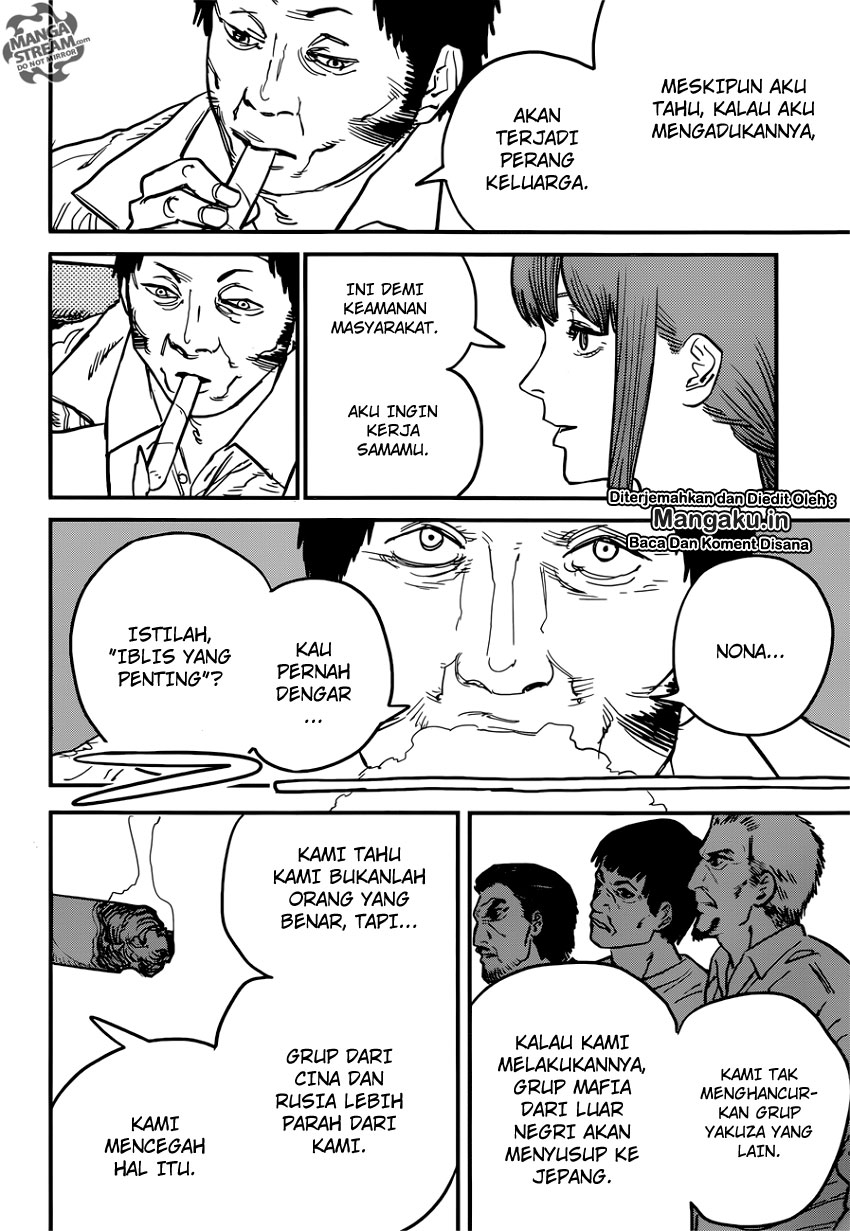 MANGA
STREAM.com
DO NOT MIRROR
MESKIPUN AKU
TAHU, KALAU AKU
MENGADUKANNYA,
AKAN
TERJADI
PERANG
KELUARGA.
INI DEMI
KEAMANAN
MASYARAKAT.
AKU INGIN
KERJA
SAMAMU.
Diterjemahkan dan Diedit Oleh :
Mangaku.in
Baca Dan Koment Disana
NONA...
KAU
PERNAH
DENGAR
...
ISTILAH,
"IBLIS YANG
PENTING"?
KAMI TAK
MENGHANCUR-
KAN GRUP
YAKUZA YANG
LAIN.
KALAU KAMI
MELAKUKANNYA,
GRUP MAFIA
DARI LUAR
NEGRI AKAN
MENYUSUP KE
JEPANG.
KAMI TAHU
KAMI BUKANLAH
ORANG YANG
BENAR, TAPI...
GRUP DARI
CINA DAN
RUSIA LEBIH
PARAH DARI
KAMI.
KAMI
MENCEGAH
HAL ITU.